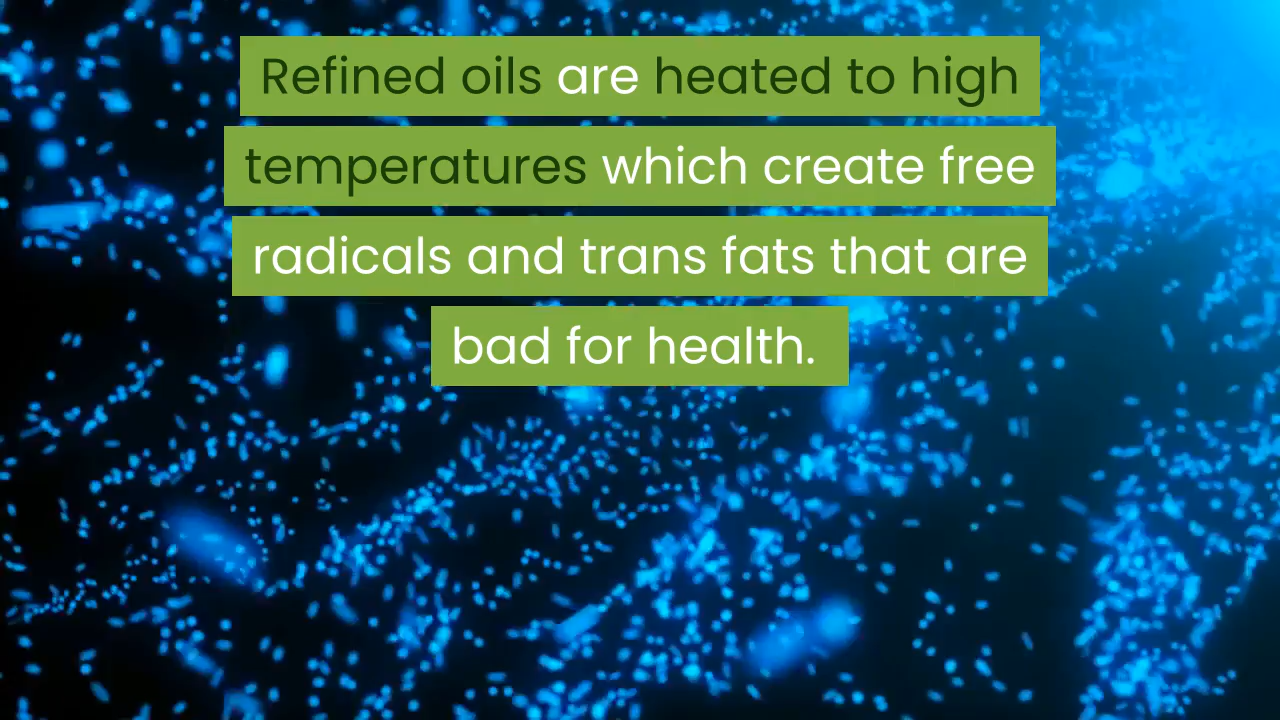 Refined oils are heated to high
temperatures which create free
radicals and trans fats that are
bad for health.